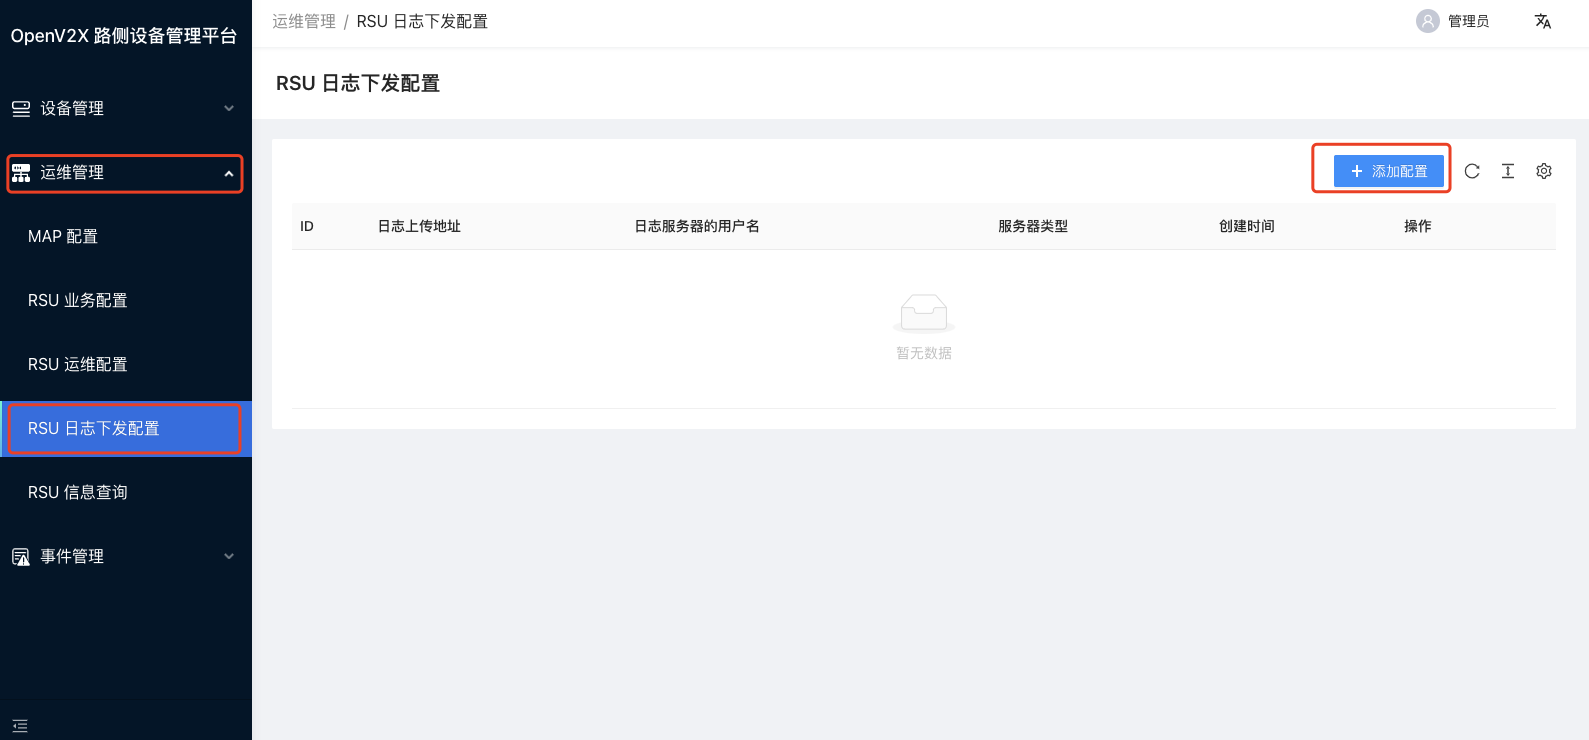 OpenV2X 路侧设备管理平台
设备管理
运维管理
MAP 配置
RSU 业务配置
RSU 运维配置
RSU 日志下发配置
RSU 信息查询
事件管理
运维管理 / RSU 日志下发配置
管理员
RSU 日志下发配置
添加配置
ID 日志上传地址 日志服务器的用户名 服务器类型 创建时间 操作
暂无数据